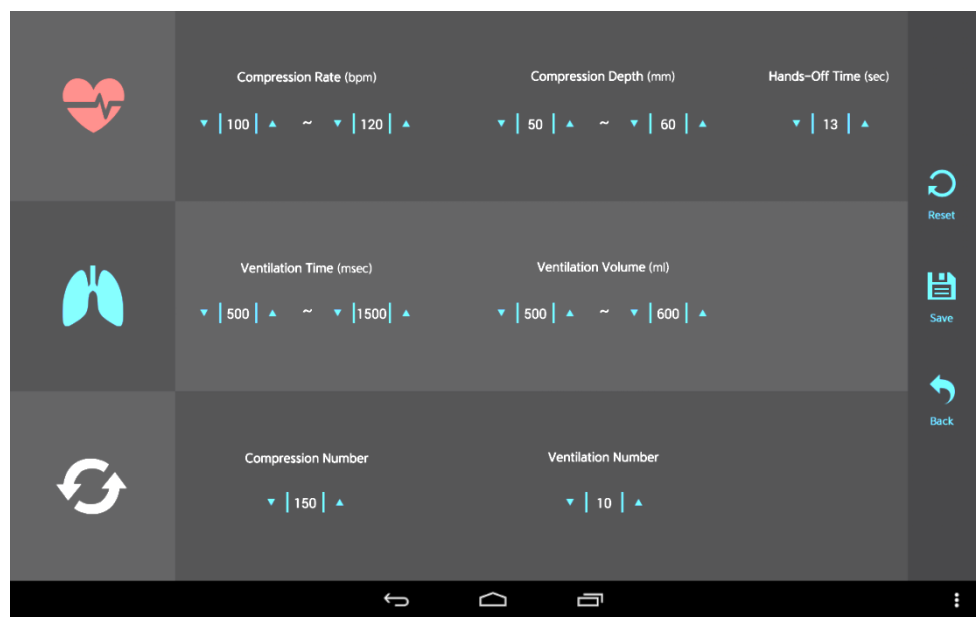 Compression Rate (bpm)
Compression Depth (mm)
Hands-Off Time (sec)
100 ~ 120
50 ~ 60
13
Reset
Ventilation Time (msec)
Ventilation Volume (ml)
500 ~ 1500
500 ~ 600
Save
Back
Compression Number
Ventilation Number
150
10